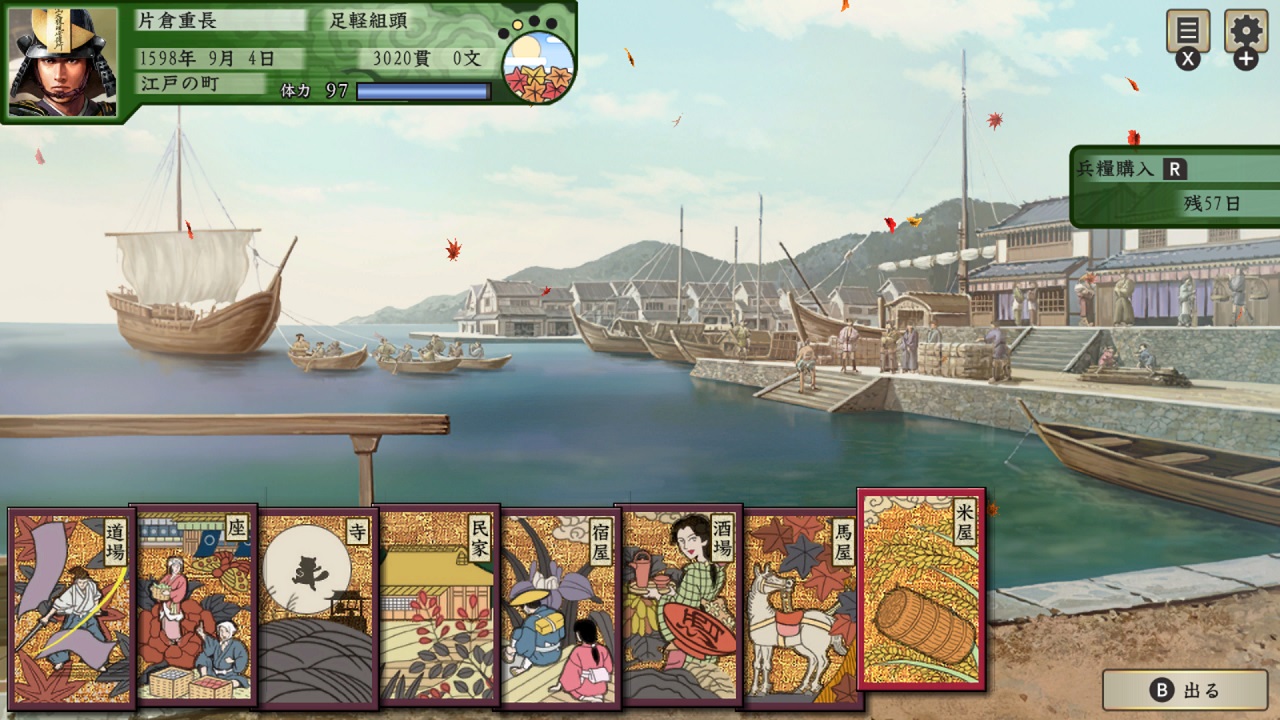 片倉重長
足軽組頭
1598年 9月 4日
3020貫 0文
江戸の町
体力 97
X
+
兵糧購入 R
残57日
道場
座
寺
民家
宿屋
酒場
馬屋
米屋
B 出る